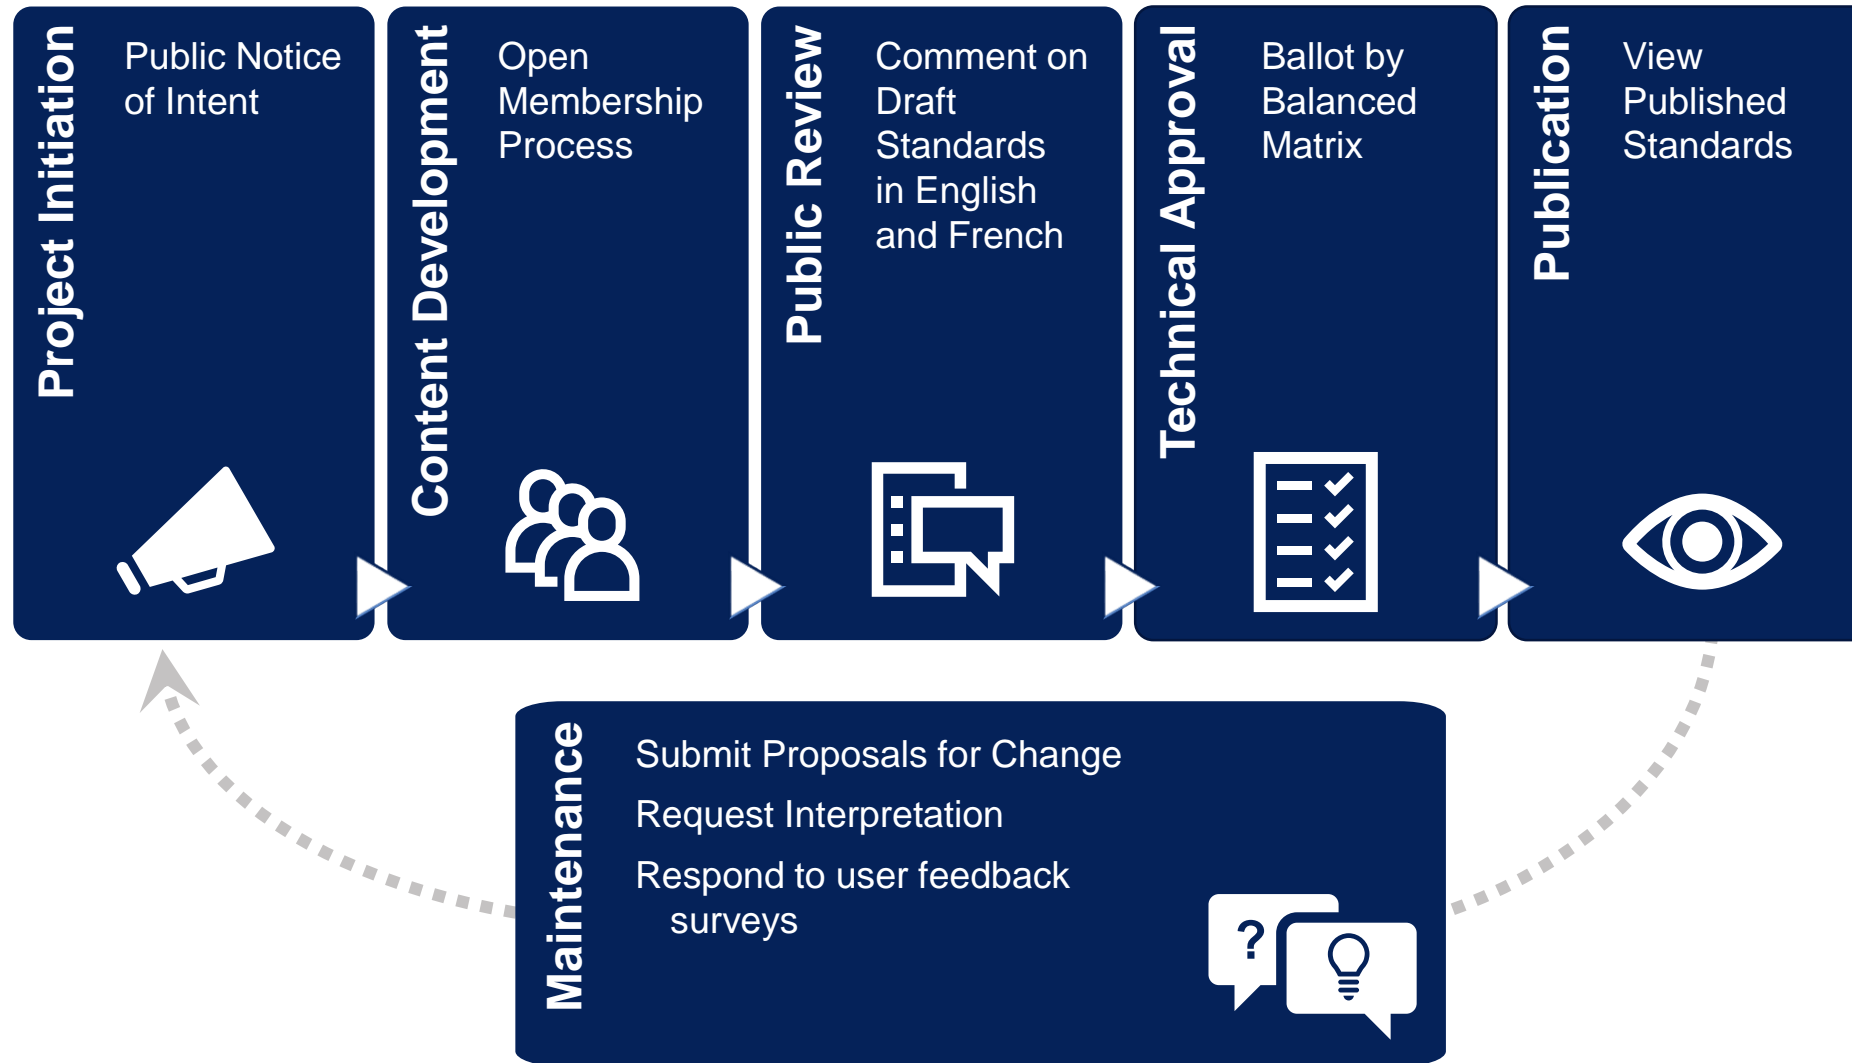 Project Initiation
Public Notice
of Intent
Content Development
Open
Membership
Process
Public Review
Comment on
Draft
Standards
in English
and French
Technical Approval
Ballot by
Balanced
Matrix
Publication
View
Published
Standards
Maintenance
Submit Proposals for Change
Request Interpretation
Respond to user feedback
surveys
?